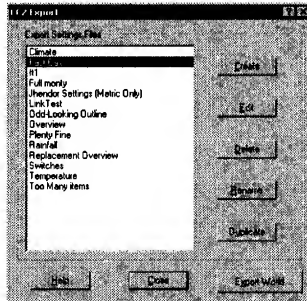 Export Settings Files
Climate
#1
Full monty
Jhendor Settings (Metric Only)
LinkTest
Odd-Looking Outline
Overview
Plenty Fine
Rainfall
Replacement Overview
Switches
Temperature
Too Many items
Create
Edit
Delete
Rename
Duplicate
Help
Close
Export World